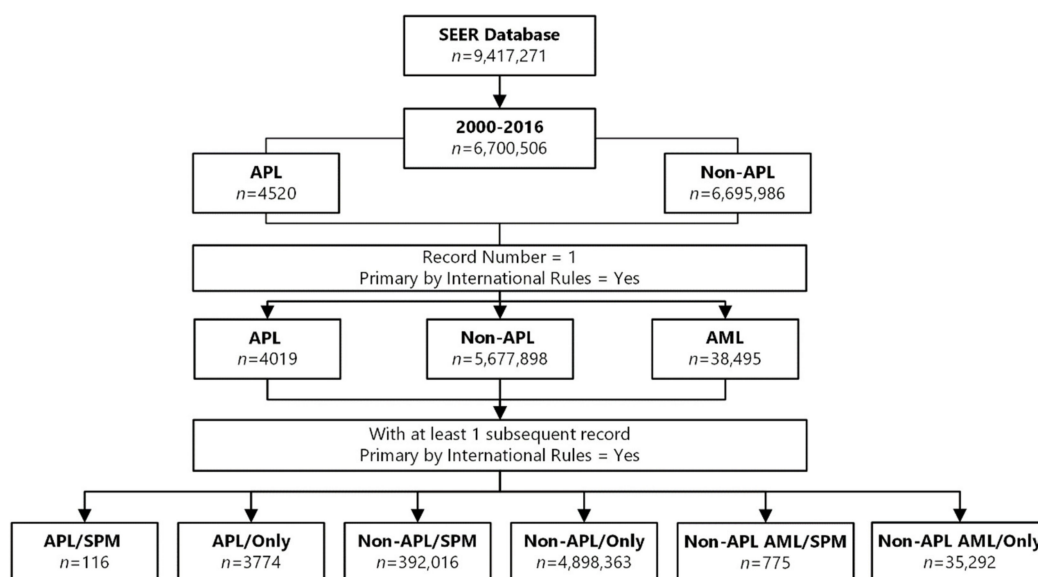 SEER Database
n=9,417,271
2000-2016
n=6,700,506
APL
n=4520
Non-APL
n=6,695,986
Record Number = 1
Primary by International Rules = Yes
APL
n=4019
Non-APL
n=5,677,898
AML
n=38,495
With at least 1 subsequent record
Primary by International Rules = Yes
APL/SPM
n=116
APL/Only
n=3774
Non-APL/SPM
n=392,016
Non-APL/Only
n=4,898,363
Non-APL AML/SPM
n=775
Non-APL AML/Only
n=35,292